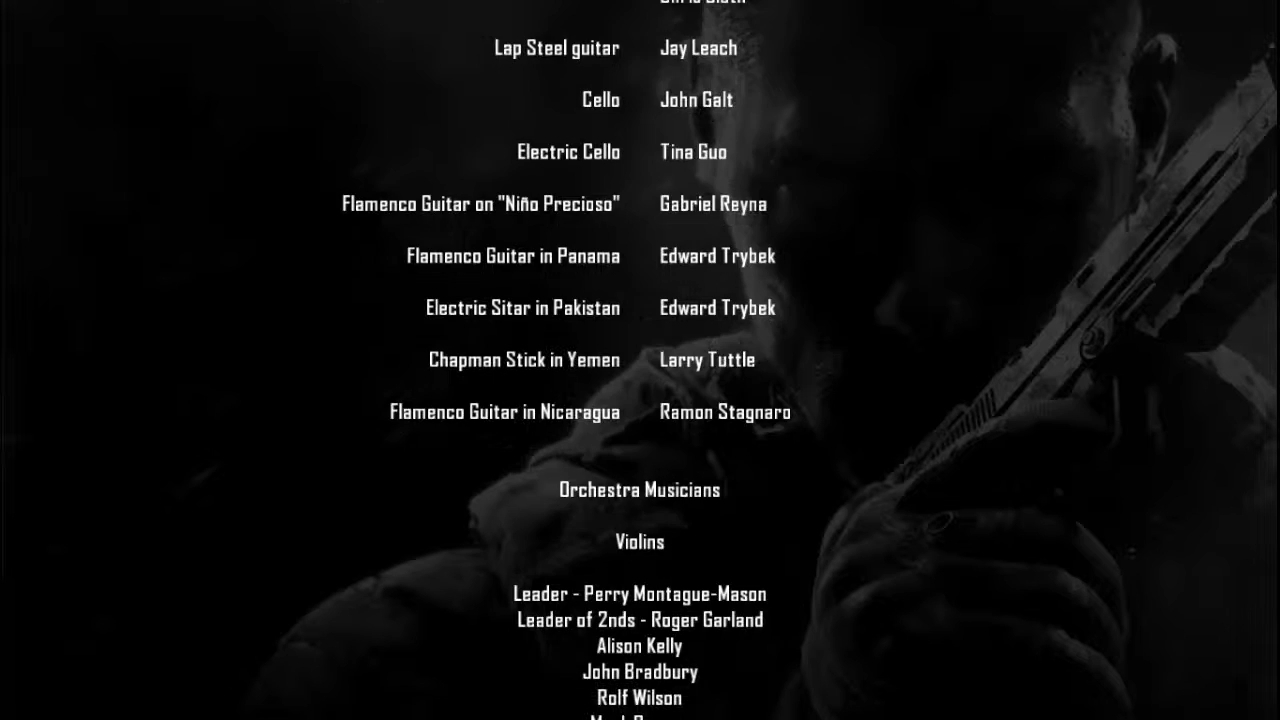 Lap Steel guitar Jay Leach
Cello John Galt
Electric Cello Tina Guo
Flamenco Guitar on "Niño Precioso" Gabriel Reyna
Flamenco Guitar in Panama Edward Trybek
Electric Sitar in Pakistan Edward Trybek
Chapman Stick in Yemen Larry Tuttle
Flamenco Guitar in Nicaragua Ramon Stagnaro
Orchestra Musicians
Violins
Leader - Perry Montague-Mason
Leader of 2nds - Roger Garland
Alison Kelly
John Bradbury
Rolf Wilson